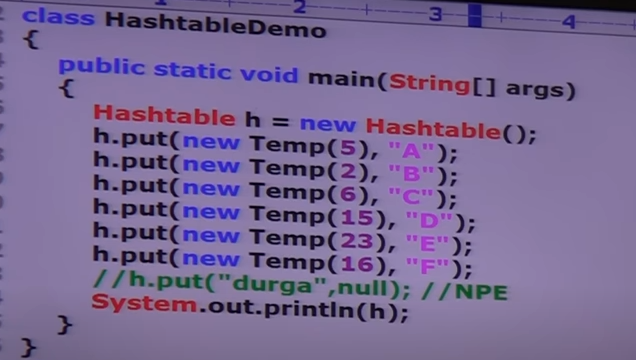 1 2 3 4
class HashtableDemo
{
public static void main(String[] args)
{
Hashtable h = new Hashtable();
h.put(new Temp(5), "A");
h.put(new Temp(2), "B");
h.put(new Temp(6), "C");
h.put(new Temp(15), "D");
h.put(new Temp(23), "E");
h.put(new Temp(16), "F");
//h.put("durga",null); //NPE
System.out.println(h);
}
}